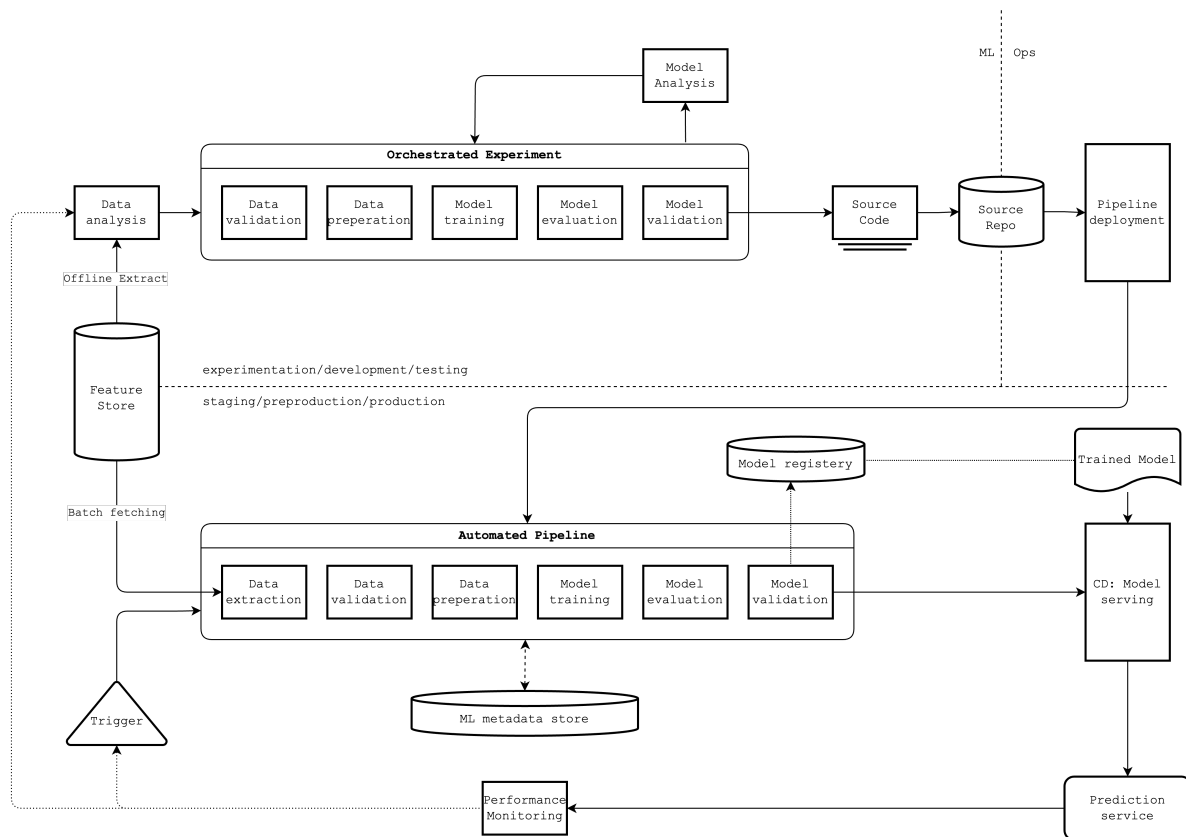 ML
Ops
Model
Analysis
Orchestrated Experiment
Data
analysis
Data
validation
Data
preperation
Model
training
Model
evaluation
Model
validation
Source
Code
Source
Repo
Pipeline
deployment
Offline Extract
Feature
Store
experimentation/development/testing
staging/preproduction/production
Model registery
Trained Model
Batch fetching
Automated Pipeline
Data
extraction
Data
validation
Data
preperation
Model
training
Model
evaluation
Model
validation
CD: Model
serving
ML metadata store
Trigger
Performance
Monitoring
Prediction
service